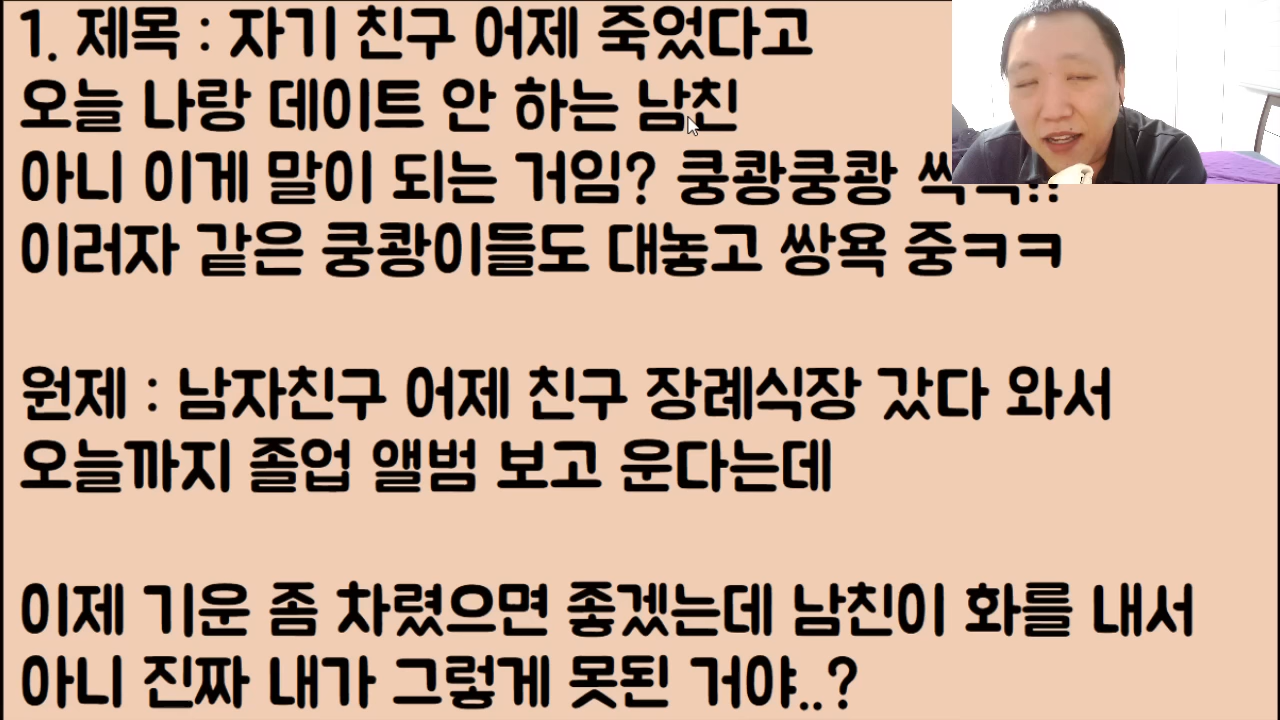 1. 제목 : 자기 친구 어제 죽었다고
오늘 나랑 데이트 안 하는 남친
아니 이게 말이 되는 거임? 쿵쾅쿵쾅
이러자 같은 쿵쾅이들도 대놓고 쌍욕 중ㅋㅋ
원제 : 남자친구 어제 친구 장례식장 갔다 와서
오늘까지 졸업 앨범 보고 운다는데
이제 기운 좀 차렸으면 좋겠는데 남친이 화를 내서
아니 진짜 내가 그렇게 못된 거야..?